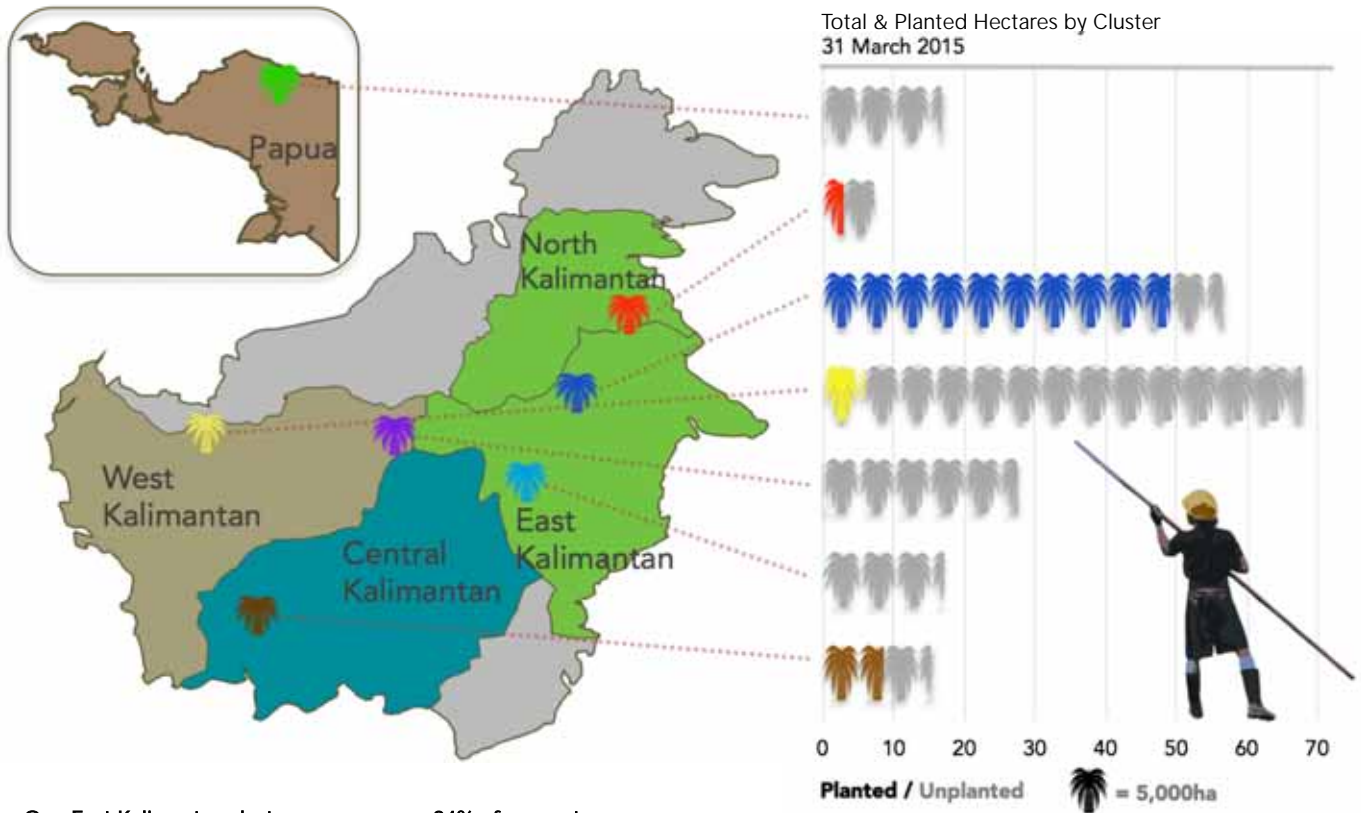 Total & Planted Hectares by Cluster
31 March 2015
Papua
North
Kalimantan
West
Kalimantan
Central
Kalimantan
East
Kalimantan
0 10 20 30 40 50 60 70
Planted / Unplanted = 5,000ha